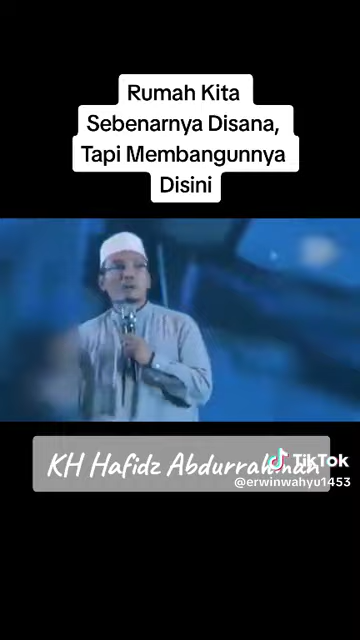 Rumah Kita
Sebenarnya Disana,
Tapi Membangunnya
Disini
KH Hafidz Abdurrahman
TikTok
@erwinwahyu1453